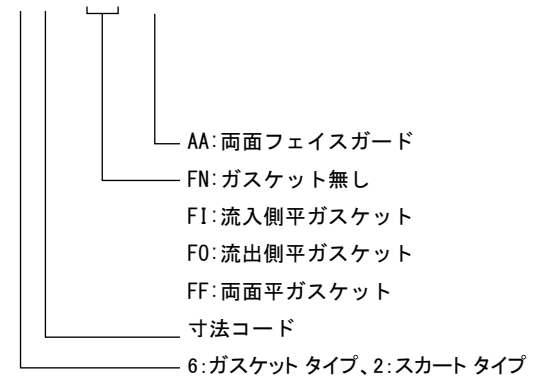 AA:両面フェイスガード
FN:ガスケット無し
FI:流入側平ガスケット
FO:流出側平ガスケット
FF:両面平ガスケット
寸法コード
6:ガスケット タイプ、2:スカート タイプ